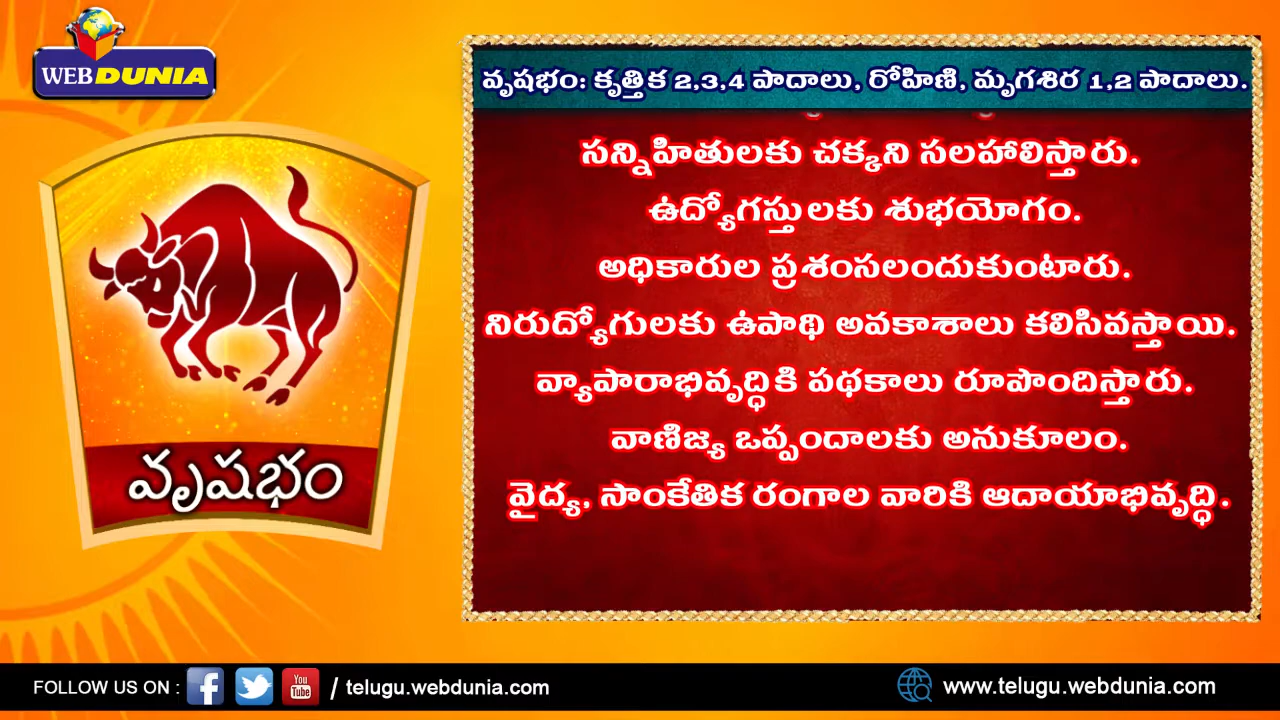 WEBDUNIA
వృషభం: కృత్తిక 2,3,4 పాదాలు, రోహిణి, మృగశిర 1,2 పాదాలు.
సన్నిహితులకు చక్కని సలహాలిస్తారు.
ఉద్యోగస్తులకు శుభయోగం.
అధికారుల ప్రశంసలందుకుంటారు.
నిరుద్యోగులకు ఉపాథి అవకాశాలు కలిసివస్తాయి.
వ్యాపారాభివృద్ధికి పథకాలు రూపొందిస్తారు.
వాణిజ్య ఒప్పందాలకు అనుకూలం.
వైద్య, సాంకేతిక రంగాల వారికి ఆదాయాభివృద్ధి.
వృషభం
FOLLOW US ON : f You Tube / telugu.webdunia.com
www.telugu.webdunia.com